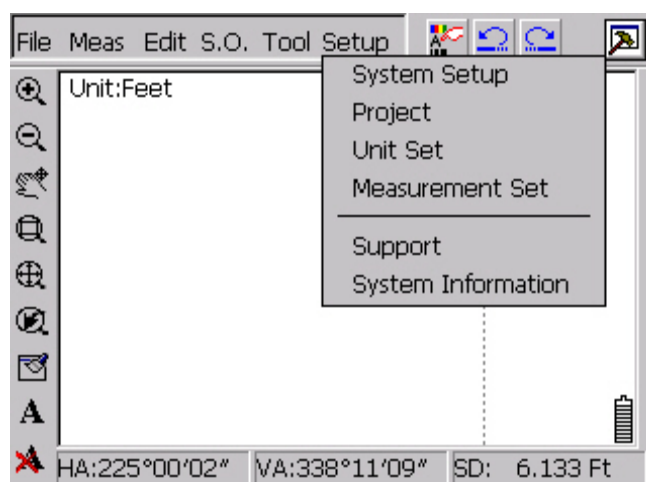 File Meas Edit S.O. Tool Setup
System Setup
Unit:Feet
Project
Unit Set
Measurement Set
Support
System Information
A
HA:225°00'02" VA:338°11'09" SD: 6.133 Ft